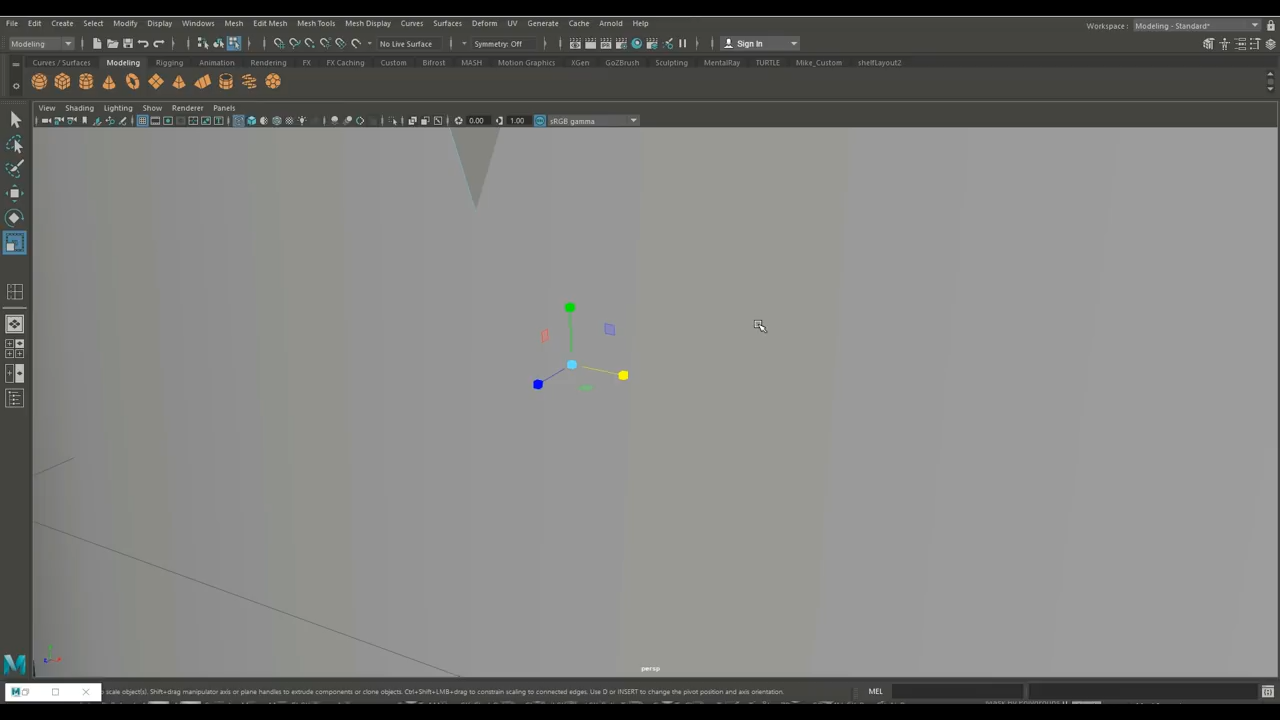 File Edit Create Select Modify Display Windows Mesh Edit Mesh Mesh Tools Mesh Display Curves Surfaces Deform UV Generate Cache Arnold Help
Workspace: Modeling - Standard*
Modeling No Live Surface Symmetry: Off Sign In
Curves / Surfaces Modeling Rigging Animation Rendering FX FX Caching Custom Bifrost MASH Motion Graphics XGen GoZBrush Sculpting MentalRay TURTLE Mike_Custom shelfLayout2
View Shading Lighting Show Renderer Panels
0.00 1.00 sRGB gamma
persp
to scale object(s). Shift+drag manipulator axis or plane handles to extrude components or clone objects. Ctrl+Shift+LMB+drag to constrain scaling to connected edges. Use D or INSERT to change the pivot position and axis orientation.
MEL